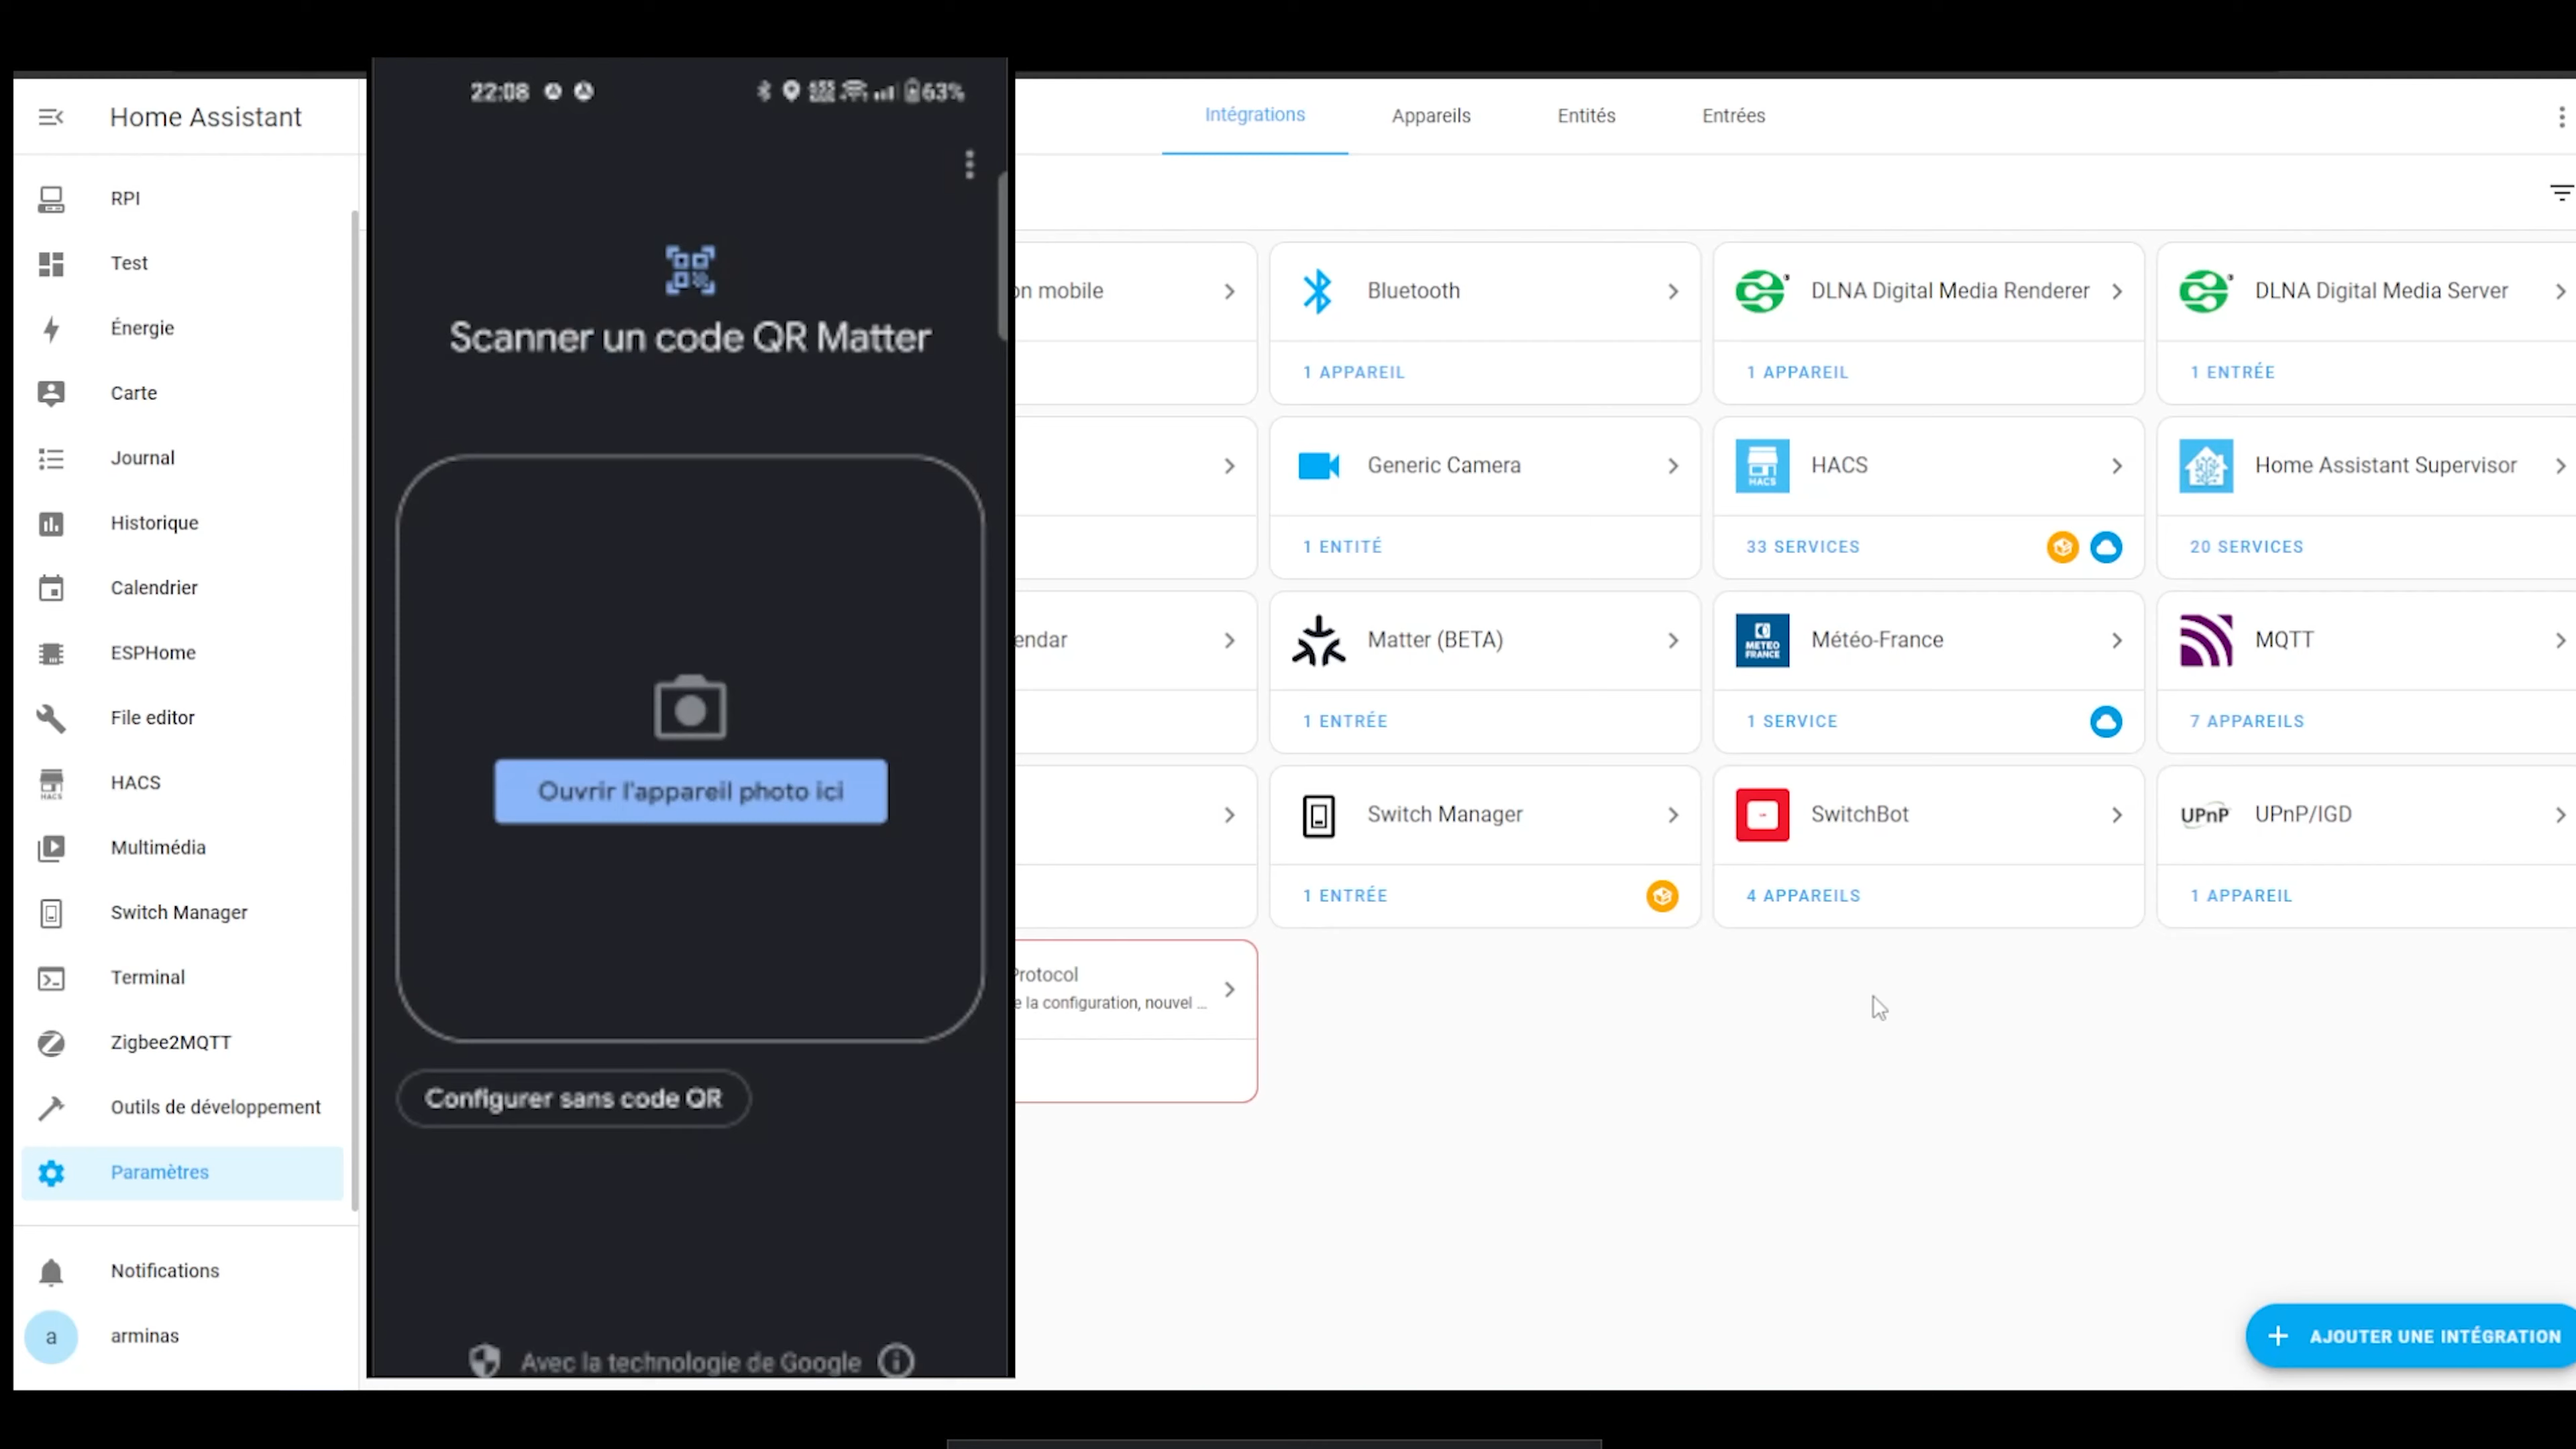 Home Assistant
RPI
Test
Énergie
Carte
Journal
Historique
Calendrier
ESPHome
File editor
HACS
HACS
Multimédia
Switch Manager
Terminal
Zigbee2MQTT
Outils de développement
Paramètres
Notifications
a
arminas
22:08
63%
Scanner un code QR Matter
Ouvrir l'appareil photo ici
Configurer sans code QR
Avec la technologie de Google
Intégrations
Appareils
Entités
Entrées
on mobile
Bluetooth
1 APPAREIL
DLNA Digital Media Renderer
1 APPAREIL
DLNA Digital Media Server
1 ENTRÉE
Generic Camera
1 ENTITÉ
HACS
HACS
33 SERVICES
Home Assistant Supervisor
20 SERVICES
endar
Matter (BETA)
1 ENTRÉE
METEO
FRANCE
Météo-France
1 SERVICE
MQTT
7 APPAREILS
Switch Manager
1 ENTRÉE
SwitchBot
4 APPAREILS
UPnP
UPnP/IGD
1 APPAREIL
Protocol
e la configuration, nouvel ...
AJOUTER UNE INTÉGRATION